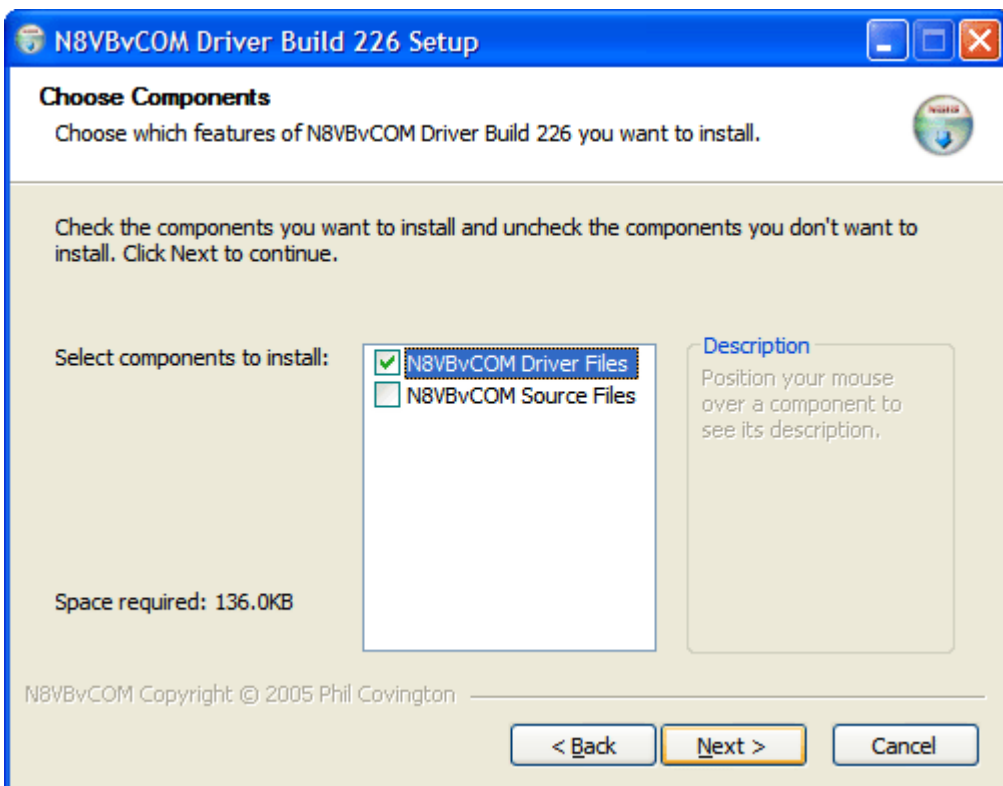 N8VBvCOM Driver Build 226 Setup
Choose Components
Choose which features of N8VBvCOM Driver Build 226 you want to install.
Check the components you want to install and uncheck the components you don't want to
install. Click Next to continue.
Select components to install:
N8VBvCOM Driver Files
N8VBvCOM Source Files
Description
Position your mouse
over a component to
see its description.
Space required: 136.0KB
N8VBvCOM Copyright © 2005 Phil Covington
< Back
Next >
Cancel